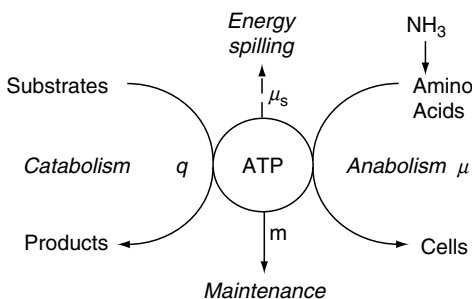 Energy
spilling
NH3
Substrates
μs
Amino
Acids
Catabolism
q
ATP
Anabolism μ
Products
m
Cells
Maintenance